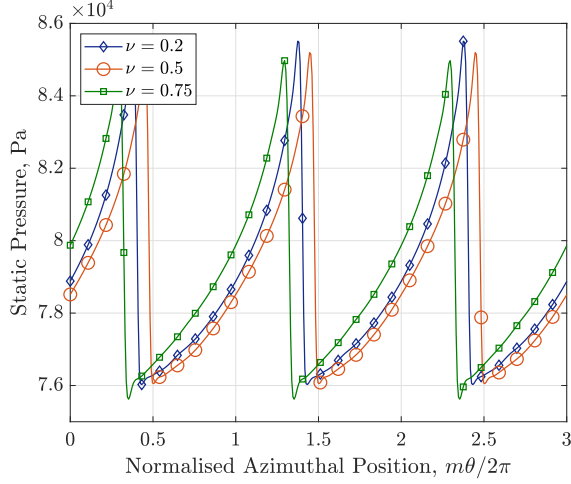 ×10⁴
8.6
8.4
8.2
8
7.8
7.6
Static Pressure, Pa
ν = 0.2
ν = 0.5
ν = 0.75
0 0.5 1 1.5 2 2.5 3
Normalised Azimuthal Position, mθ/2π